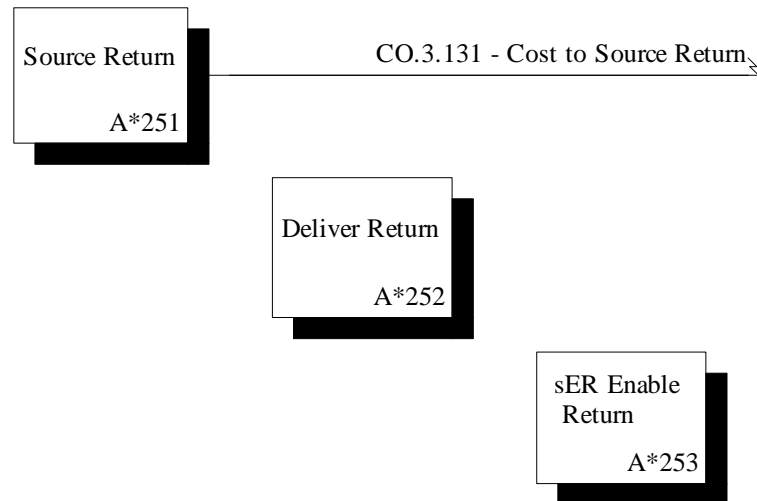 Source Return
CO.3.131 - Cost to Source Return
A*251
Deliver Return
A*252
sER Enable
Return
A*253